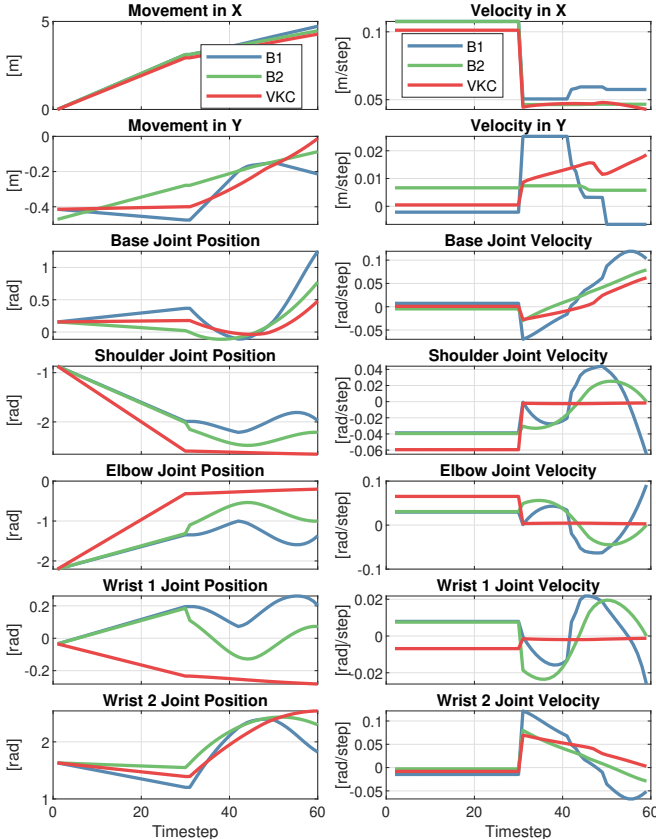 Movement in X
Velocity in X
[m]
5
0
B1
B2
VKC
[m/step]
0.1
0.05
B1
B2
VKC
Movement in Y
Velocity in Y
[m]
0
-0.2
-0.4
[m/step]
0.02
0.01
0
Base Joint Position
Base Joint Velocity
[rad]
1
0.5
0
[rad/step]
0.1
0.05
0
-0.05
Shoulder Joint Position
Shoulder Joint Velocity
[rad]
-1
-2
[rad/step]
0.04
0.02
0
-0.02
-0.04
-0.06
Elbow Joint Position
Elbow Joint Velocity
[rad]
0
-1
-2
[rad/step]
0.1
0
-0.1
Wrist 1 Joint Position
Wrist 1 Joint Velocity
[rad]
0.2
0
-0.2
[rad]/step]
0.02
0
-0.02
Wrist 2 Joint Position
Wrist 2 Joint Velocity
[rad]
2
1
[rad/step]
0.1
0.05
0
-0.05
0 20 40 60
0 20 40 60
Timestep
Timestep